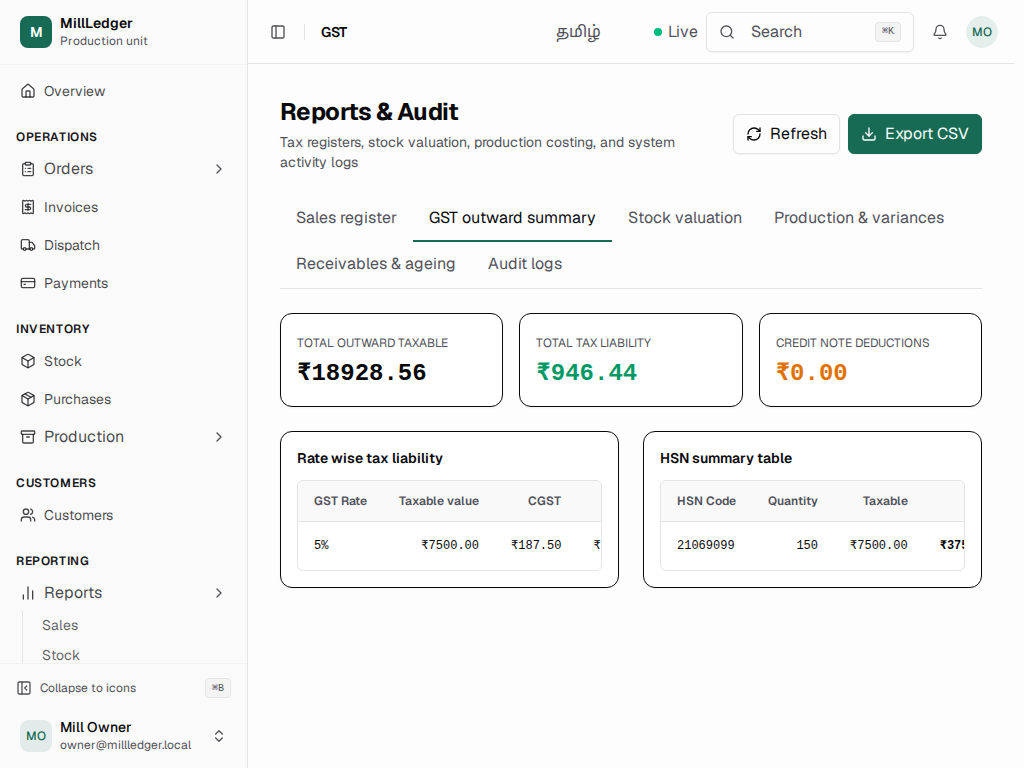 M
MillLedger
Production unit
Overview
OPERATIONS
Orders
Invoices
Dispatch
Payments
INVENTORY
Stock
Purchases
Production
CUSTOMERS
Customers
REPORTING
Reports
Sales
Stock
Collapse to icons
⌘B
MO
Mill Owner
owner@millledger.local
GST
தமிழ்
Live
Search
⌘K
MO
Reports & Audit
Tax registers, stock valuation, production costing, and system
activity logs
Refresh
Export CSV
Sales register
GST outward summary
Stock valuation
Production & variances
Receivables & ageing
Audit logs
TOTAL OUTWARD TAXABLE
₹18928.56
TOTAL TAX LIABILITY
₹946.44
CREDIT NOTE DEDUCTIONS
₹0.00
Rate wise tax liability
GST Rate Taxable value CGST
5% ₹7500.00 ₹187.50 ₹
HSN summary table
HSN Code Quantity Taxable
21069099 150 ₹7500.00 ₹375